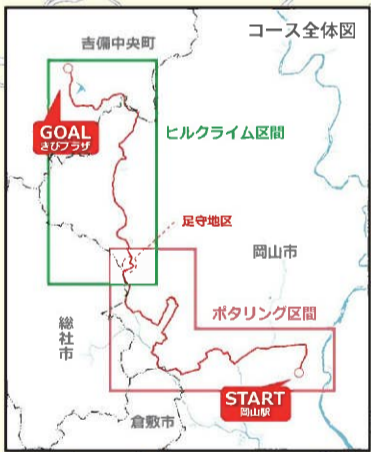 コース全体図
吉備中央町
GOAL
きびプラザ
ヒルクライム区間
足守地区
岡山市
ポタリング区間
総社市
START
岡山駅
倉敷市